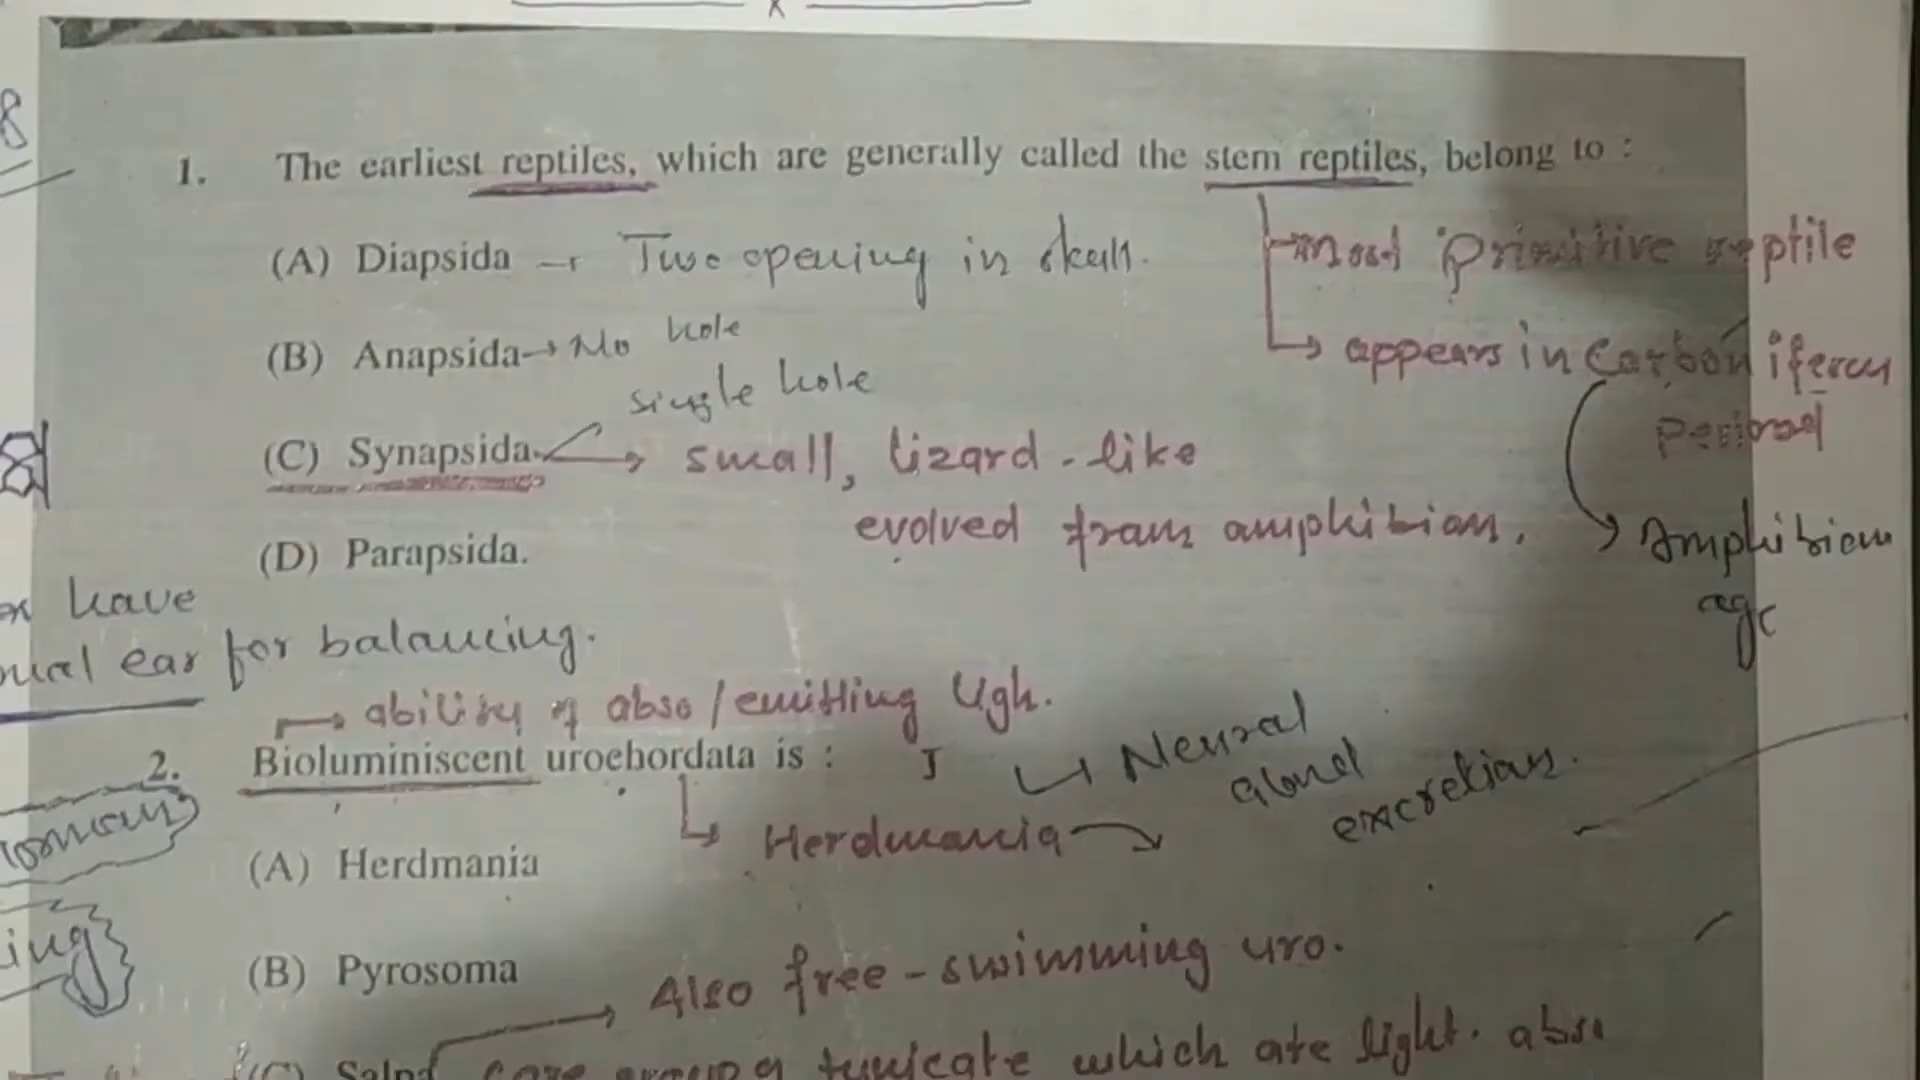 8
1. The earliest reptiles, which are generally called the stem reptiles, belong to :
(A) Diapsida → Two opening in skull.
→ most primitive reptile
(B) Anapsida → No hole
→ appears in Carboniferous
period
single hole
(C) Synapsida → small, lizard-like
evolved from amphibians.
→ Amphibian
age
(D) Parapsida.
have
ear for balancing.
→ ability of abso/emitting ligh.
2. Bioluminiscent urochordata is :
→ Neural
gland
excretion.
→ Herdmania
(A) Herdmania
(B) Pyrosoma
→ Also free-swimming uro.
(C) Salpa
tunicate which are light. abso